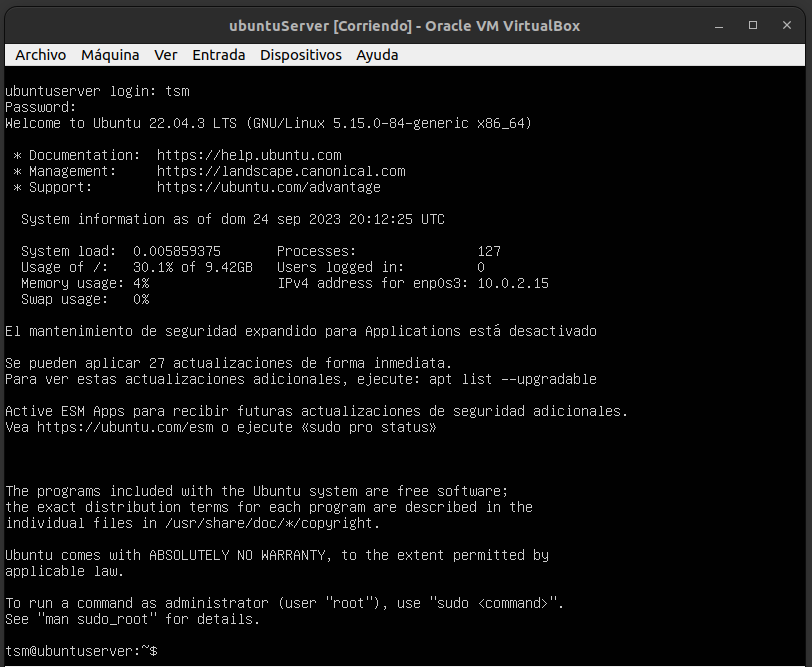 ubuntuServer [Corriendo] - Oracle VM VirtualBox
Archivo Máquina Ver Entrada Dispositivos Ayuda
ubuntuserver login: tsm
Password:
Welcome to Ubuntu 22.04.3 LTS (GNU/Linux 5.15.0-84-generic x86_64)
* Documentation: https://help.ubuntu.com
* Management: https://landscape.canonical.com
* Support: https://ubuntu.com/advantage
System information as of dom 24 sep 2023 20:12:25 UTC
System load: 0.005859375 Processes: 127
Usage of /: 30.1% of 9.42GB Users logged in: 0
Memory usage: 4% IPv4 address for enp0s3: 10.0.2.15
Swap usage: 0%
El mantenimiento de seguridad expandido para Applications está desactivado
Se pueden aplicar 27 actualizaciones de forma inmediata.
Para ver estas actualizaciones adicionales, ejecute: apt list --upgradable
Active ESM Apps para recibir futuras actualizaciones de seguridad adicionales.
Vea https://ubuntu.com/esm o ejecute «sudo pro status»
The programs included with the Ubuntu system are free software;
the exact distribution terms for each program are described in the
individual files in /usr/share/doc/*/copyright.
Ubuntu comes with ABSOLUTELY NO WARRANTY, to the extent permitted by
applicable law.
To run a command as administrator (user "root"), use "sudo <command>".
See "man sudo_root" for details.
tsm@ubuntuserver:~$